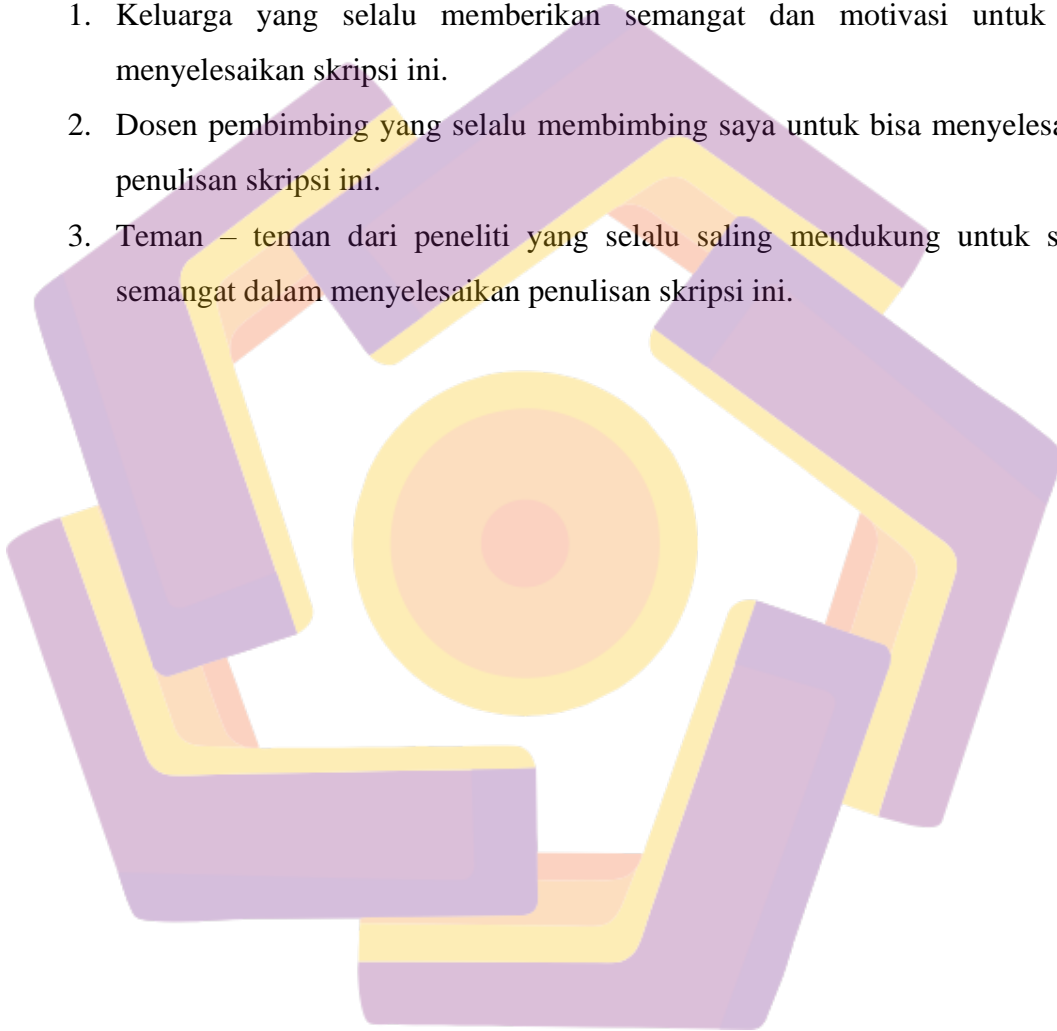 1. Keluarga yang selalu memberikan semangat dan motivasi untuk
menyelesaikan skripsi ini.
2. Dosen pembimbing yang selalu membimbing saya untuk bisa
penulisan skripsi ini.
3. Teman – teman dari peneliti yang selalu saling mendukung untuk
semangat dalam menyelesaikan penulisan skripsi ini.